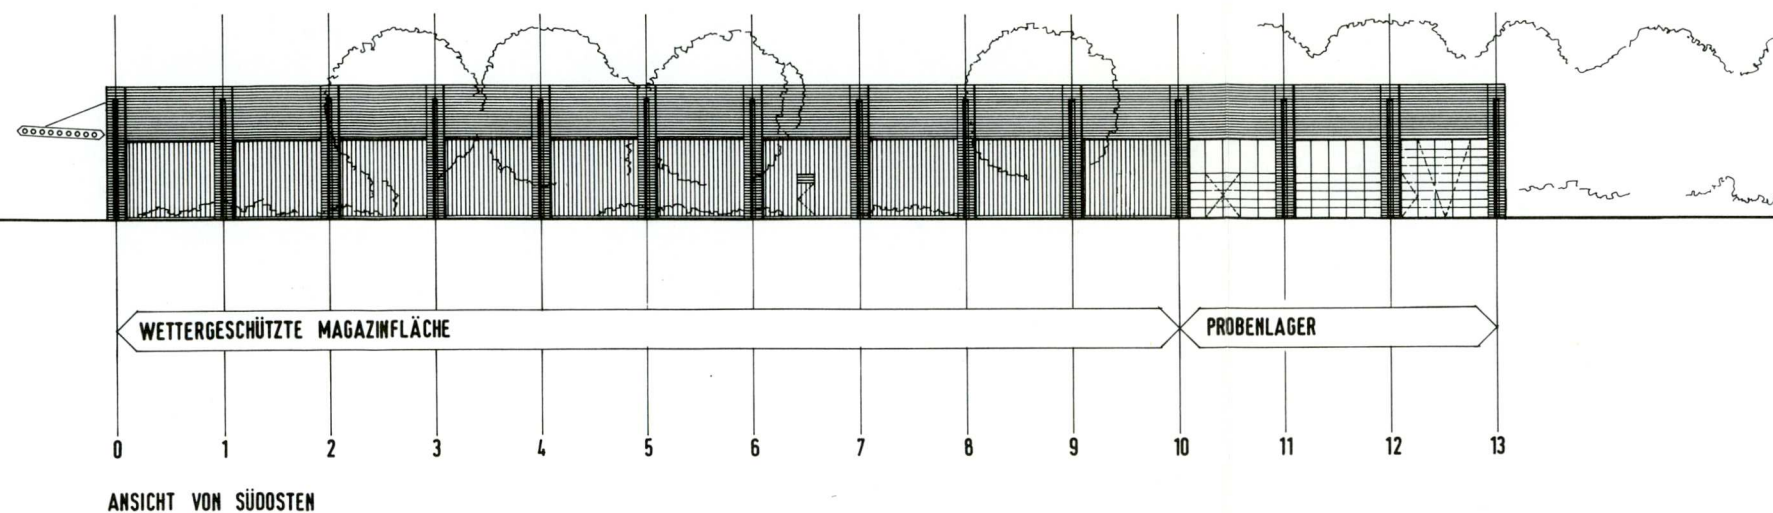 WETTERGESCHÜTZTE MAGAZINFLÄCHE PROBENLAGER
0 1 2 3 4 5 6 7 8 9 10 11 12 13
ANSICHT VON SÜDOSTEN